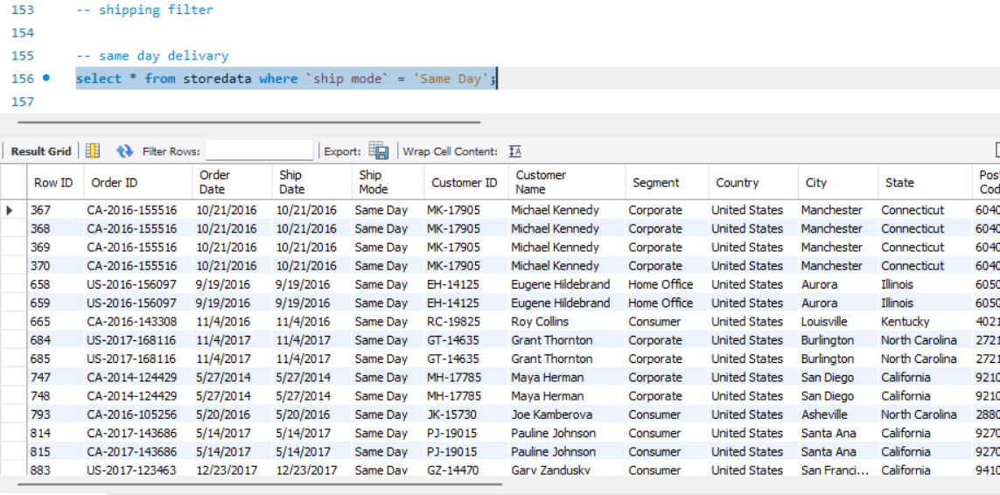 153 -- shipping filter
154
155 -- same day delivary
156 select * from storedata where `ship mode` = 'Same Day';
157
Result Grid Filter Rows: Export: Wrap Cell Content:
Row ID Order ID Order Date Ship Date Ship Mode Customer ID Customer Name Segment Country City State Post Cod
367 CA-2016-155516 10/21/2016 10/21/2016 Same Day MK-17905 Michael Kennedy Corporate United States Manchester Connecticut 6040
368 CA-2016-155516 10/21/2016 10/21/2016 Same Day MK-17905 Michael Kennedy Corporate United States Manchester Connecticut 6040
369 CA-2016-155516 10/21/2016 10/21/2016 Same Day MK-17905 Michael Kennedy Corporate United States Manchester Connecticut 6040
370 CA-2016-155516 10/21/2016 10/21/2016 Same Day MK-17905 Michael Kennedy Corporate United States Manchester Connecticut 6040
658 US-2016-156097 9/19/2016 9/19/2016 Same Day EH-14125 Eugene Hildebrand Home Office United States Aurora Illinois 6050
659 US-2016-156097 9/19/2016 9/19/2016 Same Day EH-14125 Eugene Hildebrand Home Office United States Aurora Illinois 6050
665 CA-2016-143308 11/4/2016 11/4/2016 Same Day RC-19825 Roy Collins Consumer United States Louisville Kentucky 4021
684 US-2017-168116 11/4/2017 11/4/2017 Same Day GT-14635 Grant Thornton Corporate United States Burlington North Carolina 2721
685 US-2017-168116 11/4/2017 11/4/2017 Same Day GT-14635 Grant Thornton Corporate United States Burlington North Carolina 2721
747 CA-2014-124429 5/27/2014 5/27/2014 Same Day MH-17785 Maya Herman Corporate United States San Diego California 9210
748 CA-2014-124429 5/27/2014 5/27/2014 Same Day MH-17785 Maya Herman Corporate United States San Diego California 9210
793 CA-2016-105256 5/20/2016 5/20/2016 Same Day JK-15730 Joe Kamberova Consumer United States Asheville North Carolina 2880
814 CA-2017-143686 5/14/2017 5/14/2017 Same Day PJ-19015 Pauline Johnson Consumer United States Santa Ana California 9270
815 CA-2017-143686 5/14/2017 5/14/2017 Same Day PJ-19015 Pauline Johnson Consumer United States Santa Ana California 9270
883 US-2017-123463 12/23/2017 12/23/2017 Same Day GZ-14470 Gary Zandusky Consumer United States San Franci... California 9410